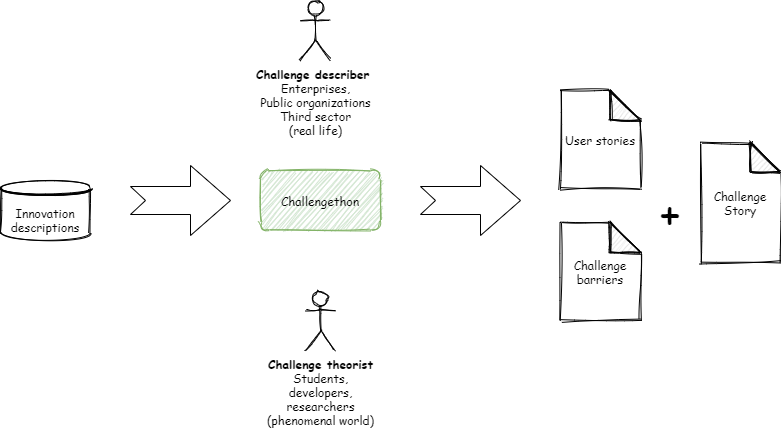 Challenge describer
Enterprises,
Public organizations
Third sector
(real life)
Innovation
descriptions
Challengethon
User stories
Challenge
barriers
+
Challenge
Story
Challenge theorist
Students,
developers,
researchers
(phenomenal world)